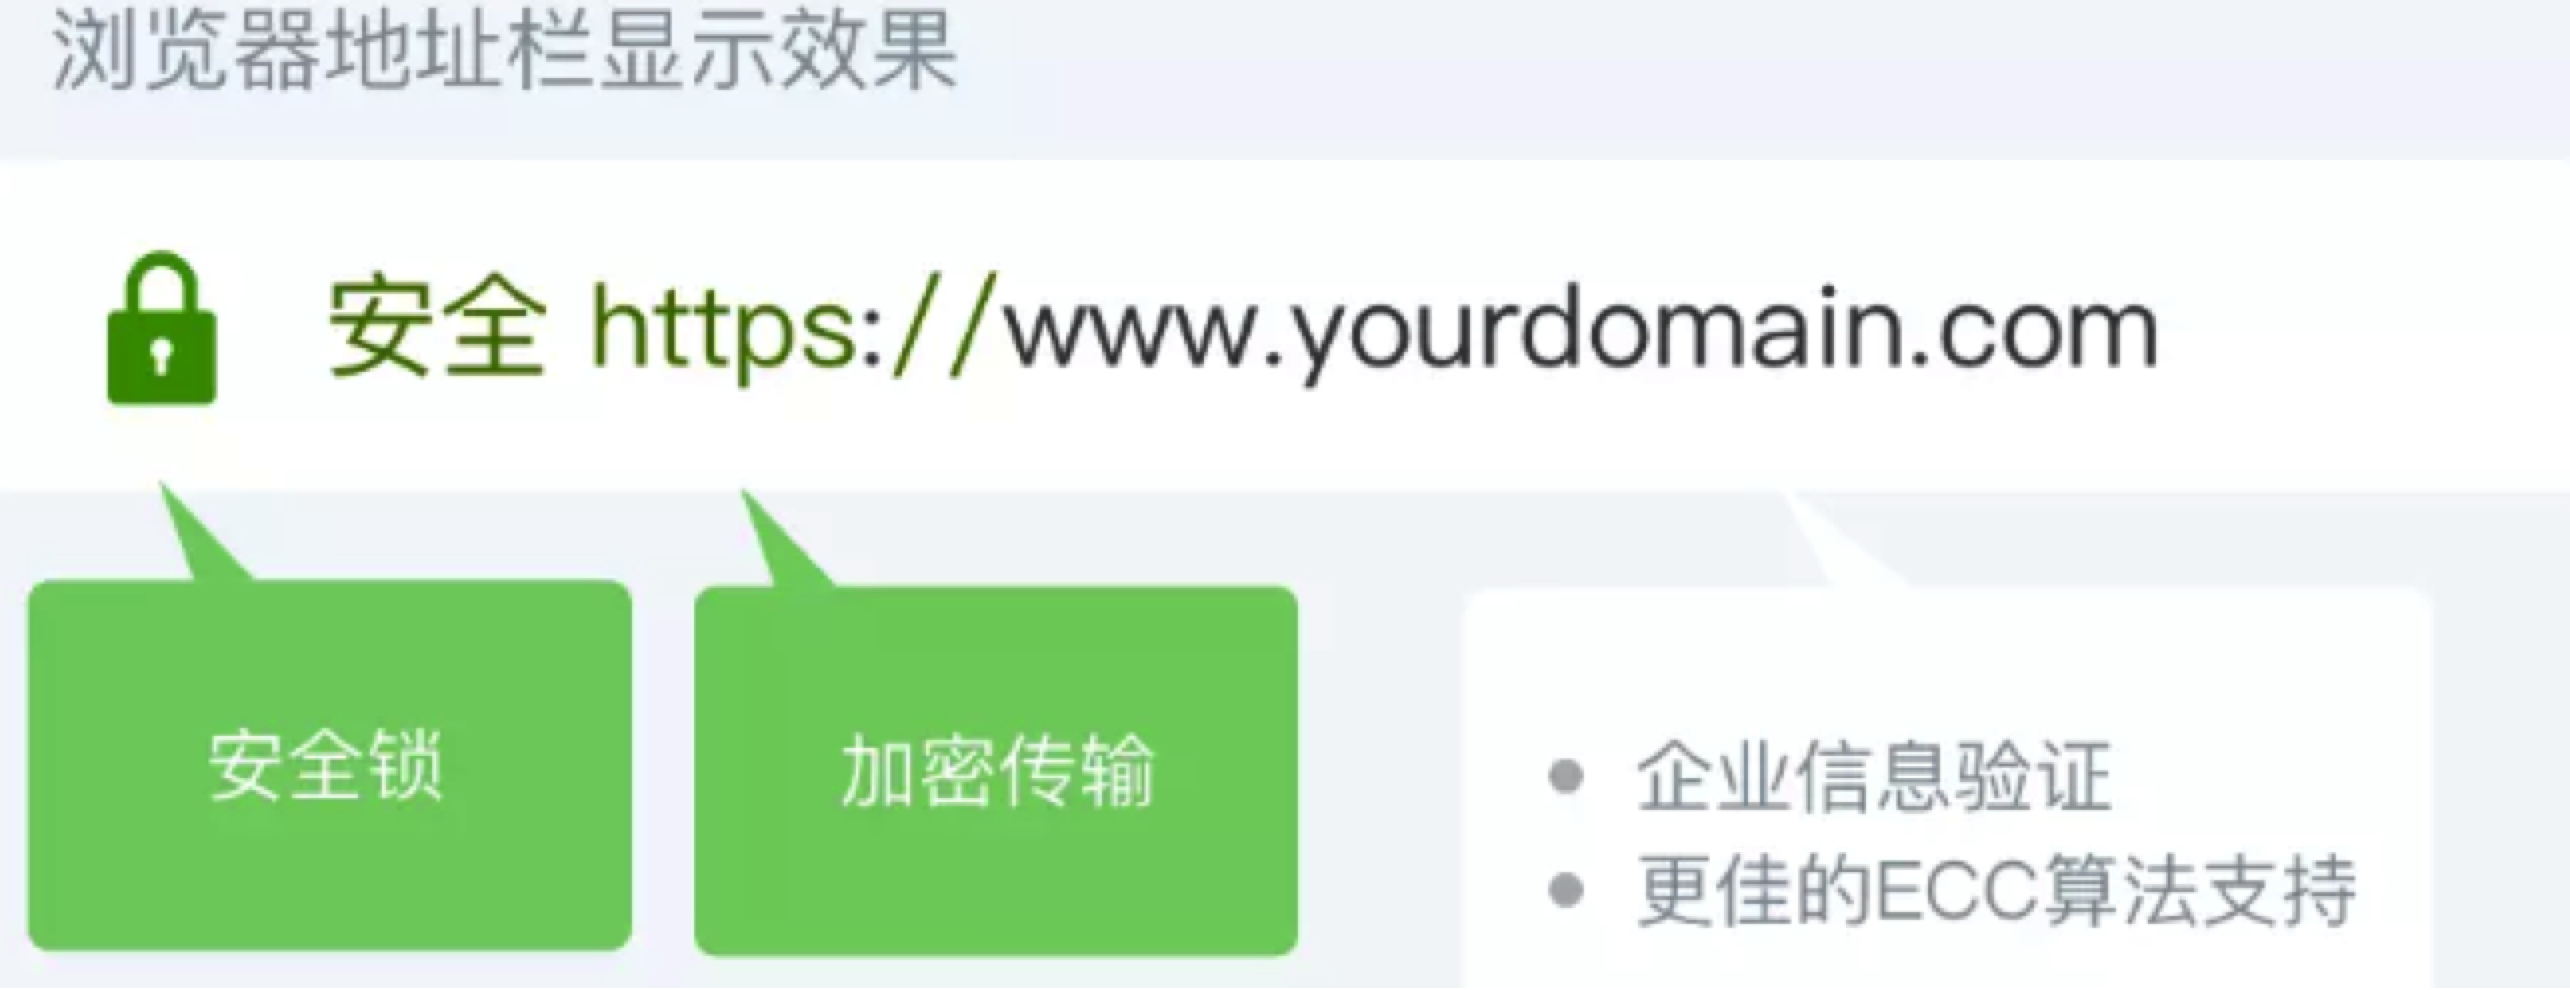 浏览器地址栏显示效果
安全 https://www.yourdomain.com
安全锁
加密传输
企业信息验证
更佳的ECC算法支持